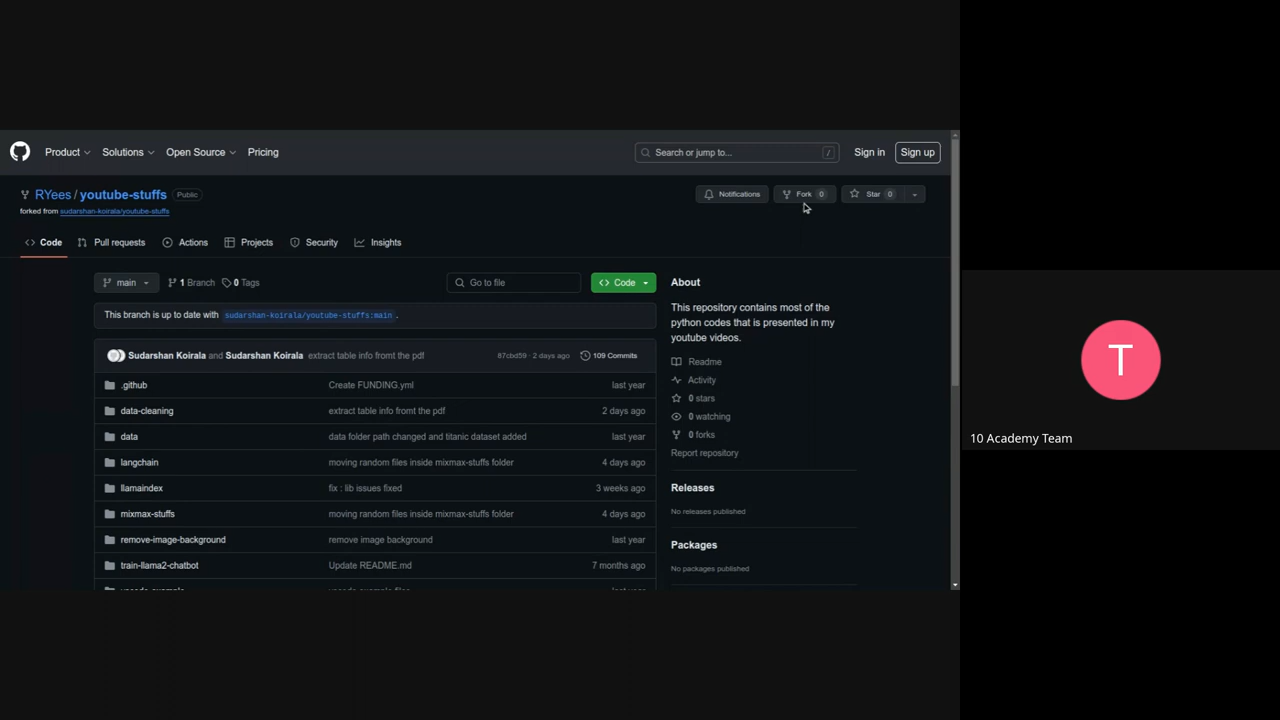 Product Solutions Open Source Pricing Search or jump to... / Sign in Sign up
RYees / youtube-stuffs Public Notifications Fork 0 Star 0
forked from sudarshan-koirala/youtube-stuffs
Code Pull requests Actions Projects Security Insights
main 1 Branch 0 Tags Go to file Code
This branch is up to date with sudarshan-koirala/youtube-stuffs:main .
Sudarshan Koirala and Sudarshan Koirala extract table info fromt the pdf 87cbd59 · 2 days ago 109 Commits
.github Create FUNDING.yml last year
data-cleaning extract table info fromt the pdf 2 days ago
data data folder path changed and titanic dataset added last year
langchain moving random files inside mixmax-stuffs folder 4 days ago
llamaindex fix : lib issues fixed 3 weeks ago
mixmax-stuffs moving random files inside mixmax-stuffs folder 4 days ago
remove-image-background remove image background last year
train-llama2-chatbot Update README.md 7 months ago
About
This repository contains most of the
python codes that is presented in my
youtube videos.
Readme
Activity
0 stars
0 watching
0 forks
Report repository
Releases
No releases published
Packages
No packages published
T
10 Academy Team